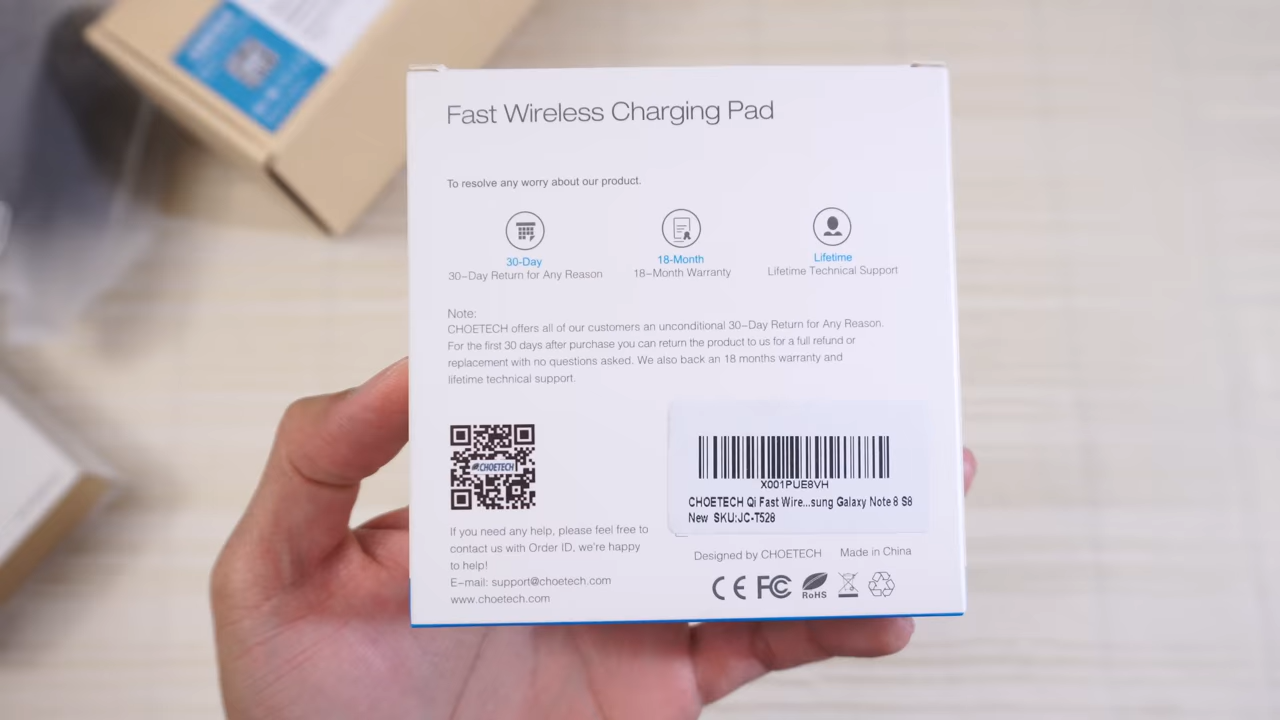 Fast Wireless Charging Pad
To resolve any worry about our product.
30-Day
30-Day Return for Any Reason
18-Month
18-Month Warranty
Lifetime
Lifetime Technical Support
Note:
CHOETECH offers all of our customers an unconditional 30-Day Return for Any Reason.
For the first 30 days after purchase you can return the product to us for a full refund or
replacement with no questions asked. We also back an 18 months warranty and
lifetime technical support.
CHOETECH
If you need any help, please feel free to
contact us with Order ID, we're happy
to help!
E-mail: support@choetech.com
www.choetech.com
X001PUE8VH
CHOETECH Qi Fast Wire...sung Galaxy Note 8 S8
New SKU:JC-T528
Designed by CHOETECH Made in China
CE FC RoHS